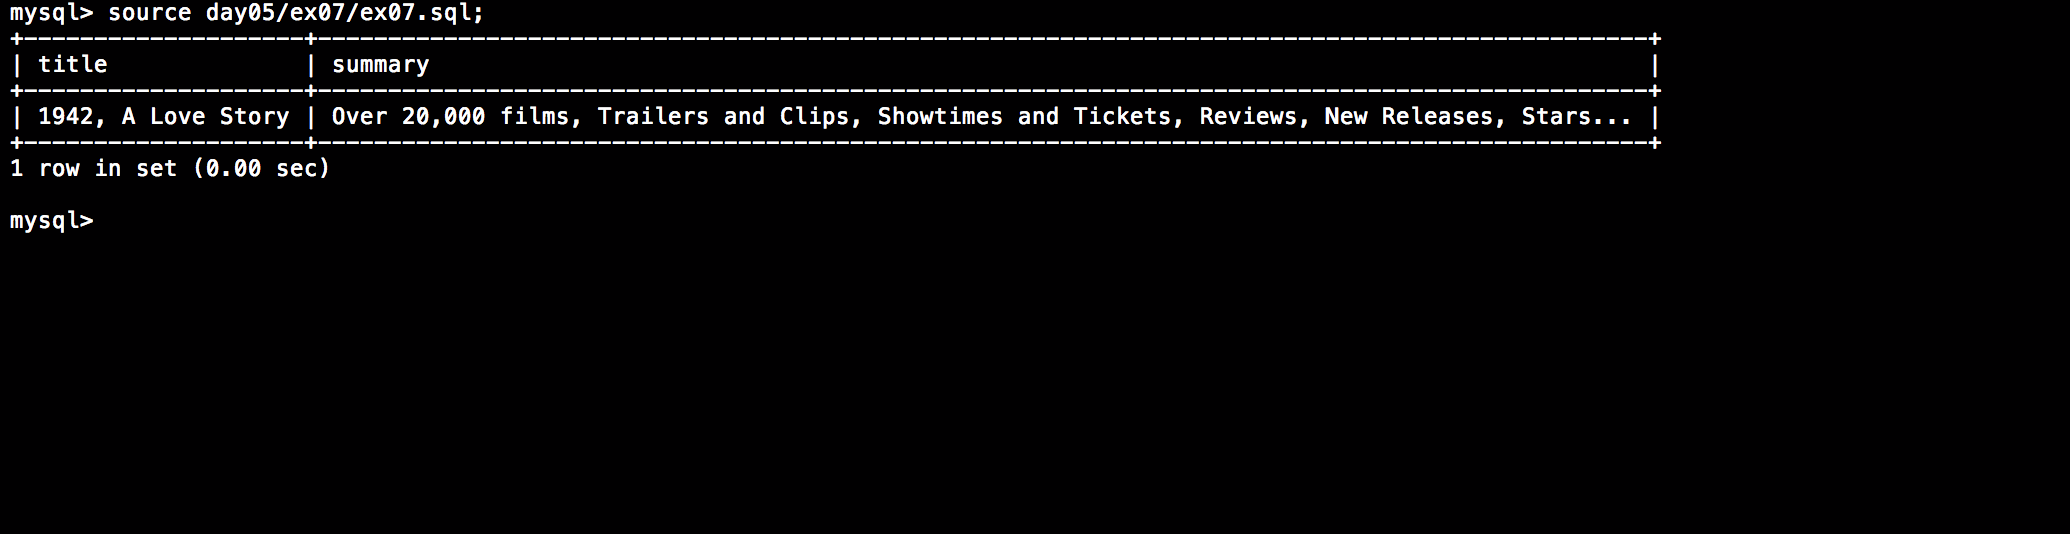 mysql> source day05/ex07/ex07.sql;
+--------------------+-----------------------------------------------------------------------------------------------+
| title              | summary                                                                                       |
+--------------------+-----------------------------------------------------------------------------------------------+
| 1942, A Love Story | Over 20,000 films, Trailers and Clips, Showtimes and Tickets, Reviews, New Releases, Stars... |
+--------------------+-----------------------------------------------------------------------------------------------+
1 row in set (0.00 sec)
mysql>